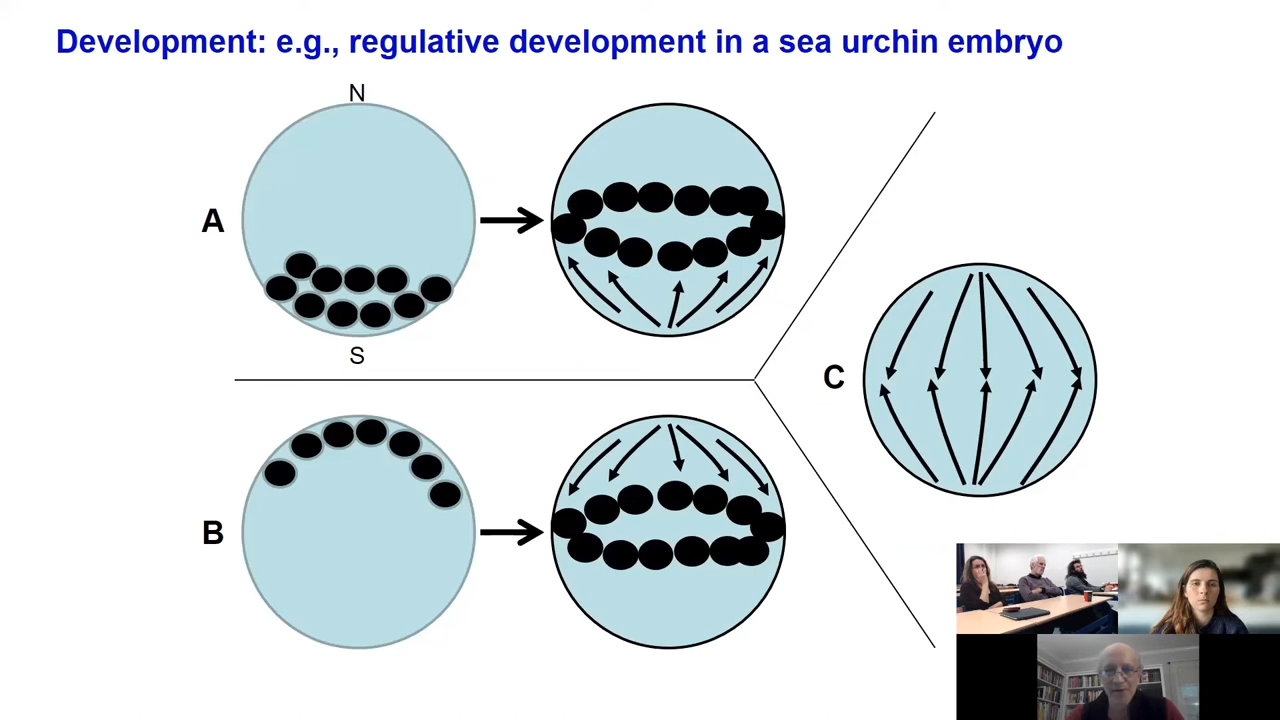 Development: e.g., regulative development in a sea urchin embryo
N
A
S
C
B